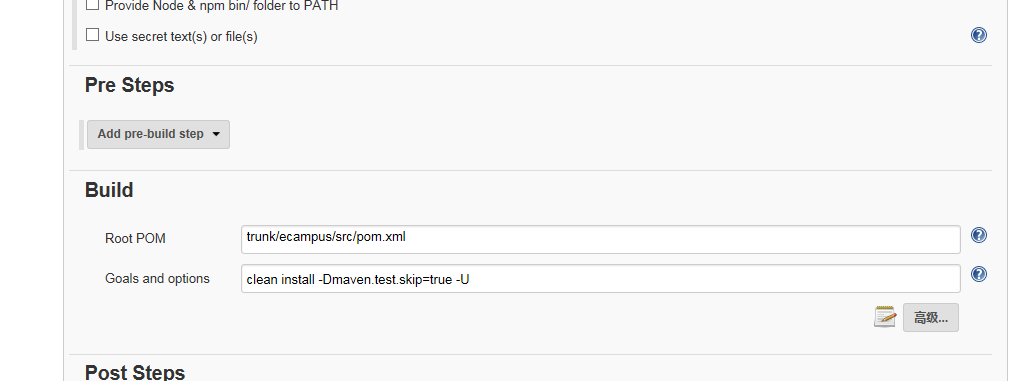 Provide Node & npm bin/ folder to PATH
Use secret text(s) or file(s)
Pre Steps
Add pre-build step
Build
Root POM
trunk/ecampus/src/pom.xml
Goals and options
clean install -Dmaven.test.skip=true -U
高级...
Post Steps